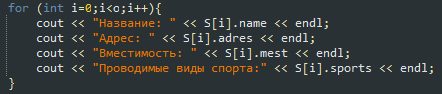 for (int i=0;i<o;i++){
cout << "Название: " << S[i].name << endl;
cout << "Адрес: " << S[i].adres << endl;
cout << "Вместимость: " << S[i].mest << endl;
cout << "Проводимые виды спорта:" << S[i].sports << endl;
}